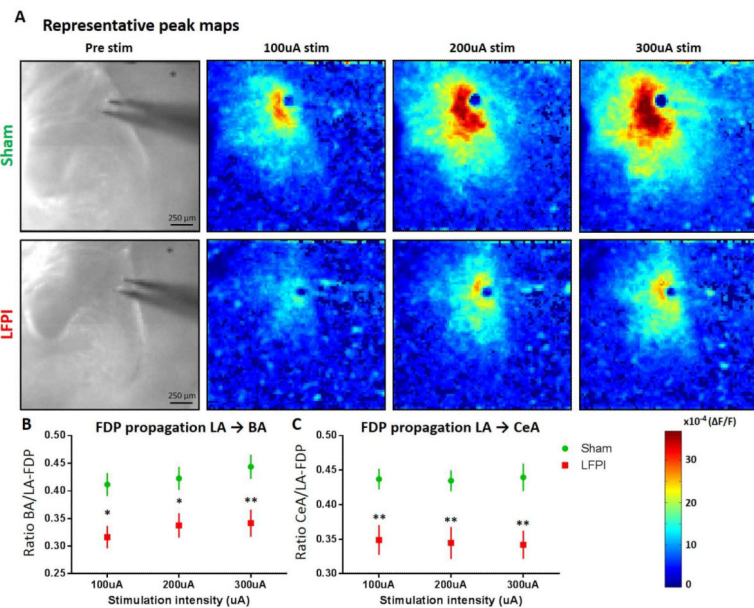 A
Representative peak maps
Pre stim 100uA stim 200uA stim 300uA stim
Sham
*
250 µm
LFPI
*
250 µm
B FDP propagation LA → BA
Ratio BA/LA-FDP
0.50
0.45
0.40
0.35
0.30
0.25
* * **
100uA 200uA 300uA
Stimulation intensity (uA)
C FDP propagation LA → CeA
Ratio CeA/LA-FDP
0.50
0.45
0.40
0.35
0.30
** ** **
100uA 200uA 300uA
Stimulation intensity (uA)
Sham
LFPI
x10⁻⁴ (ΔF/F)
30
20
10
0